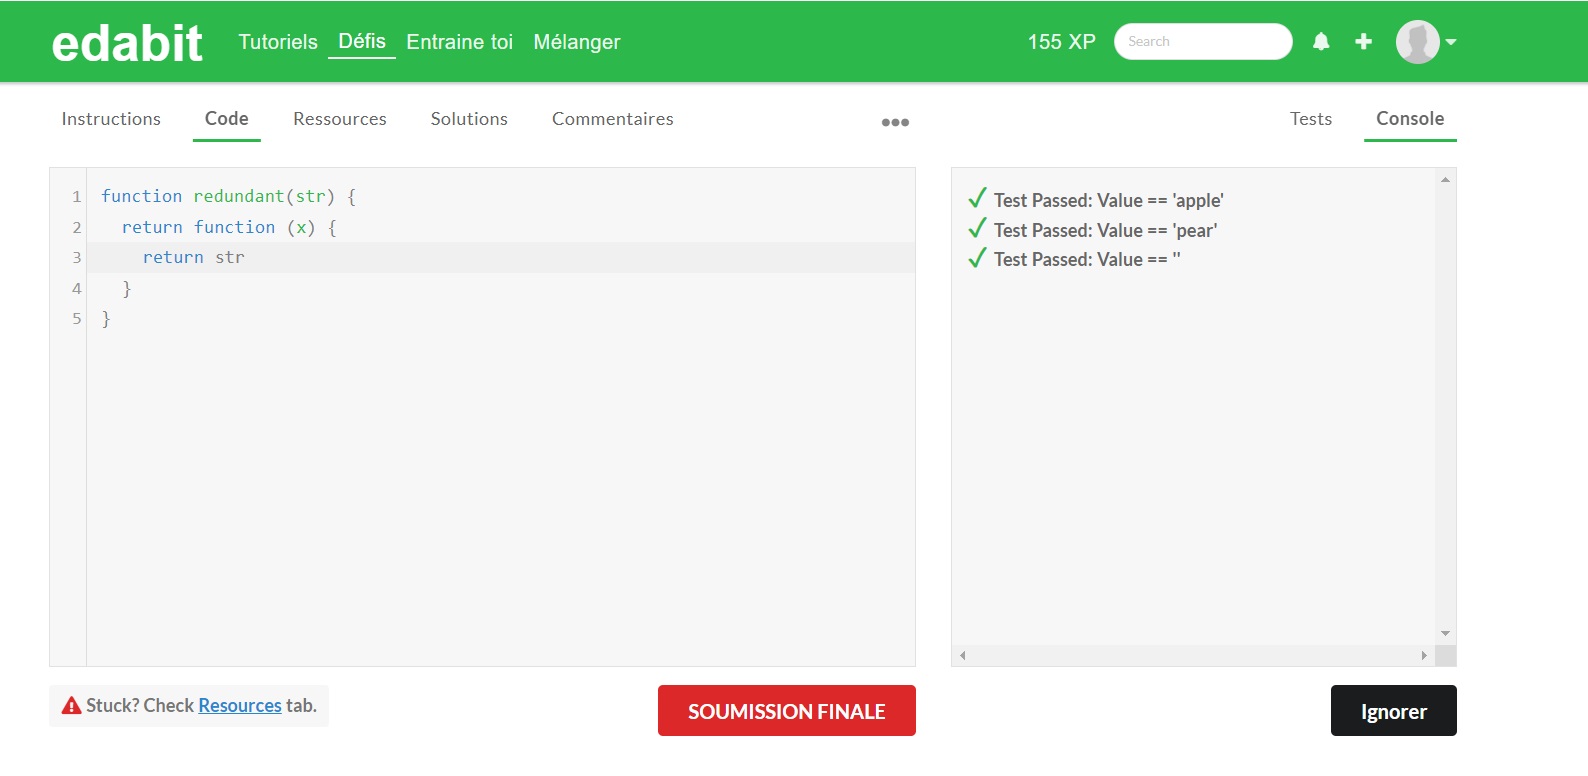 edabit Tutoriels Défis Entraine toi Mélanger 155 XP Search
Instructions Code Ressources Solutions Commentaires Tests Console
1 function redundant(str) {
2 return function (x) {
3 return str
4 }
5 }
✓ Test Passed: Value == 'apple'
✓ Test Passed: Value == 'pear'
✓ Test Passed: Value == ''
Stuck? Check Resources tab.
SOUMISSION FINALE
Ignorer